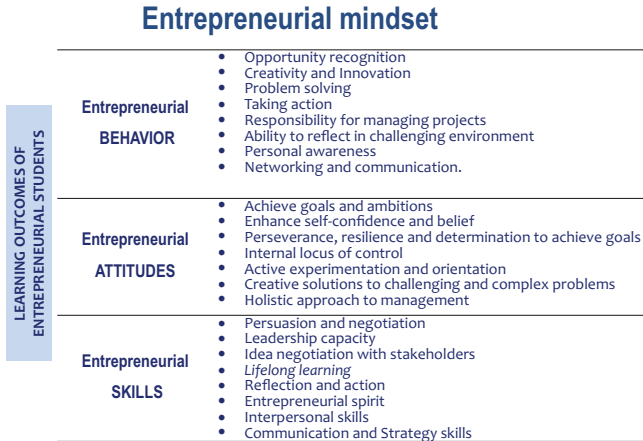 Entrepreneurial mindset
LEARNING OUTCOMES OF
ENTREPRENEURIAL STUDENTS
Entrepreneurial
BEHAVIOR
• Opportunity recognition
• Creativity and Innovation
• Problem solving
• Taking action
• Responsibility for managing projects
• Ability to reflect in challenging environment
• Personal awareness
• Networking and communication.
Entrepreneurial
ATTITUDES
• Achieve goals and ambitions
• Enhance self-confidence and belief
• Perseverance, resilience and determination to achieve goals
• Internal locus of control
• Active experimentation and orientation
• Creative solutions to challenging and complex problems
• Holistic approach to management
Entrepreneurial
SKILLS
• Persuasion and negotiation
• Leadership capacity
• Idea negotiation with stakeholders
• Lifelong learning
• Reflection and action
• Entrepreneurial spirit
• Interpersonal skills
• Communication and Strategy skills